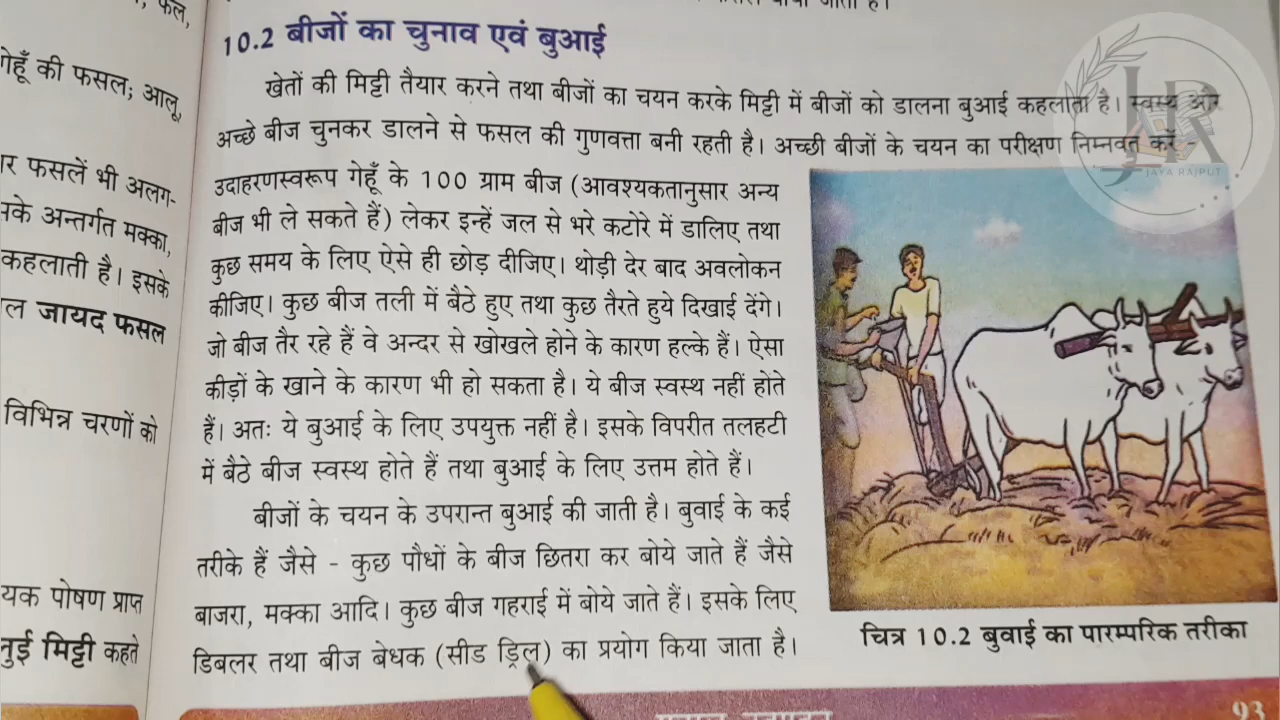 फल,
गेहूँ की फसल; आलू,
र फसलें भी अलग-
सके अन्तर्गत मक्का,
कहलाती है। इसके
ल जायद फसल
विभिन्न चरणों को
यक पोषण प्राप्त
नुई मिट्टी कहते
10.2 बीजों का चुनाव एवं बुआई
खेतों की मिट्टी तैयार करने तथा बीजों का चयन करके मिट्टी में बीजों को डालना बुआई कहलाता है। स्वस्थ और
अच्छे बीज चुनकर डालने से फसल की गुणवत्ता बनी रहती है। अच्छी बीजों के चयन का परीक्षण निम्नवत करें -
उदाहरणस्वरूप गेहूँ के 100 ग्राम बीज (आवश्यकतानुसार अन्य
बीज भी ले सकते हैं) लेकर इन्हें जल से भरे कटोरे में डालिए तथा
कुछ समय के लिए ऐसे ही छोड़ दीजिए। थोड़ी देर बाद अवलोकन
कीजिए। कुछ बीज तली में बैठे हुए तथा कुछ तैरते हुये दिखाई देंगे।
जो बीज तैर रहे हैं वे अन्दर से खोखले होने के कारण हल्के हैं। ऐसा
कीड़ों के खाने के कारण भी हो सकता है। ये बीज स्वस्थ नहीं होते
हैं। अतः ये बुआई के लिए उपयुक्त नहीं है। इसके विपरीत तलहटी
में बैठे बीज स्वस्थ होते हैं तथा बुआई के लिए उत्तम होते हैं।
बीजों के चयन के उपरान्त बुआई की जाती है। बुवाई के कई
तरीके हैं जैसे - कुछ पौधों के बीज छितरा कर बोये जाते हैं जैसे
बाजरा, मक्का आदि। कुछ बीज गहराई में बोये जाते हैं। इसके लिए
डिबलर तथा बीज बेधक (सीड ड्रिल) का प्रयोग किया जाता है।
चित्र 10.2 बुवाई का पारम्परिक तरीका
93
JR
JAYA RAJPUT